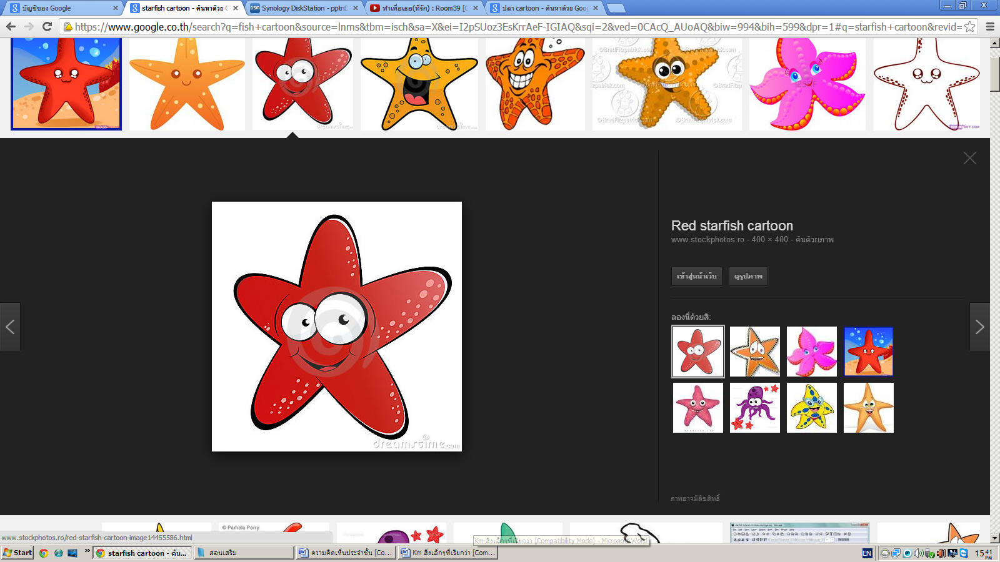 บัญชีของ Google
starfish cartoon - ค้นหาด้วย G
Synology DiskStation - pptnD
ทำเพื่อเธอ(ที่รัก) : Room39 [O
ปลา cartoon - ค้นหาด้วย Goo
https://www.google.co.th/search?q=fish+cartoon&source=lnms&tbm=isch&sa=X&ei=I2pSUoz3EsKrrAeF-IGIAQ&sqi=2&ved=0CAcQ_AUoAQ&biw=994&bih=599&dpr=1#q=starfish+cartoon&revid=
dreamstime.com
©BradFitzpatrick.com
Red starfish cartoon
www.stockphotos.ro - 400 × 400 - ค้นด้วยภาพ
เข้าสู่หน้าเว็บ
ดูรูปภาพ
ลองนี่ด้วยสิ:
dreamstime.com
ภาพอาจมีลิขสิทธิ์
© Pamela Perry
www.stockphotos.ro/red-starfish-cartoon-image14455586.html
Km สิ่งเล็กๆที่เรียกว่า [Compatibility Mode] - Microsoft Word
Start
starfish cartoon - ค้น...
สอนเสริม
ความคิดเห็นประจำชั้น [Co...
Km สิ่งเล็กๆที่เรียกว่า [Com...
EN
15:41
PM